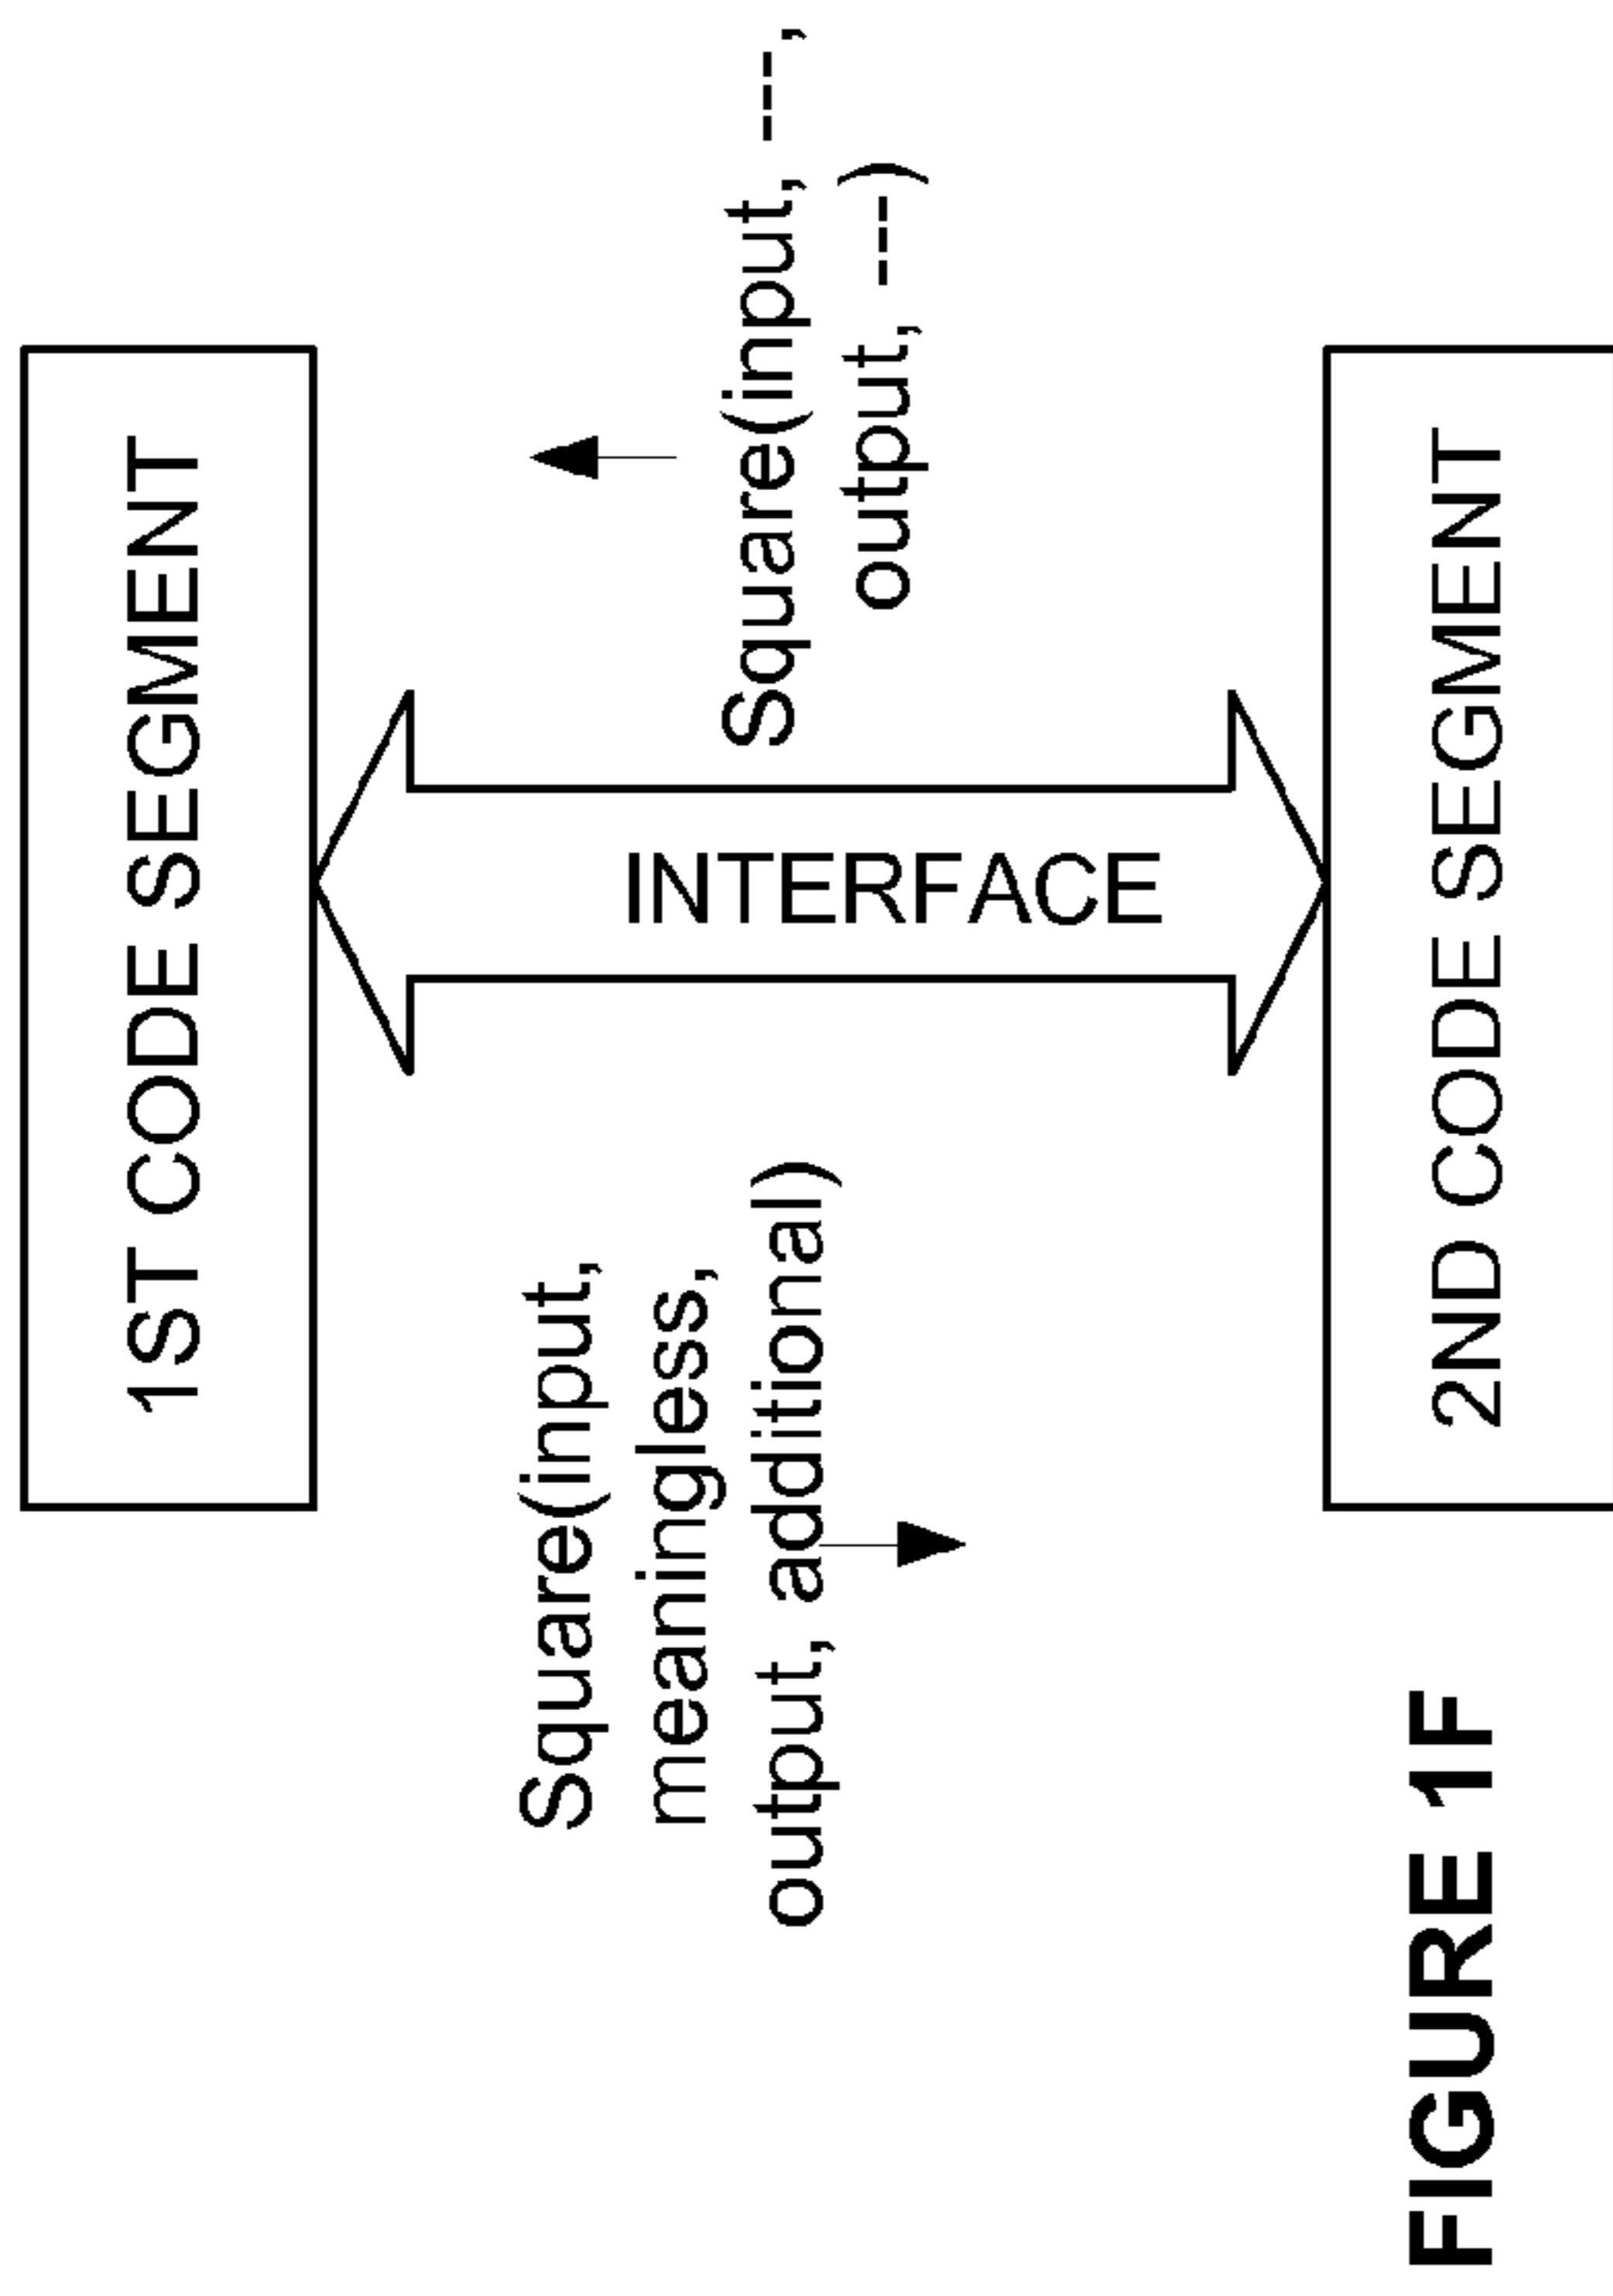 1ST CODE SEGMENT
Square(input,
meaningless,
output, additional)
INTERFACE
Square(input, ---,
output, ---)
2ND CODE SEGMENT
FIGURE 1F